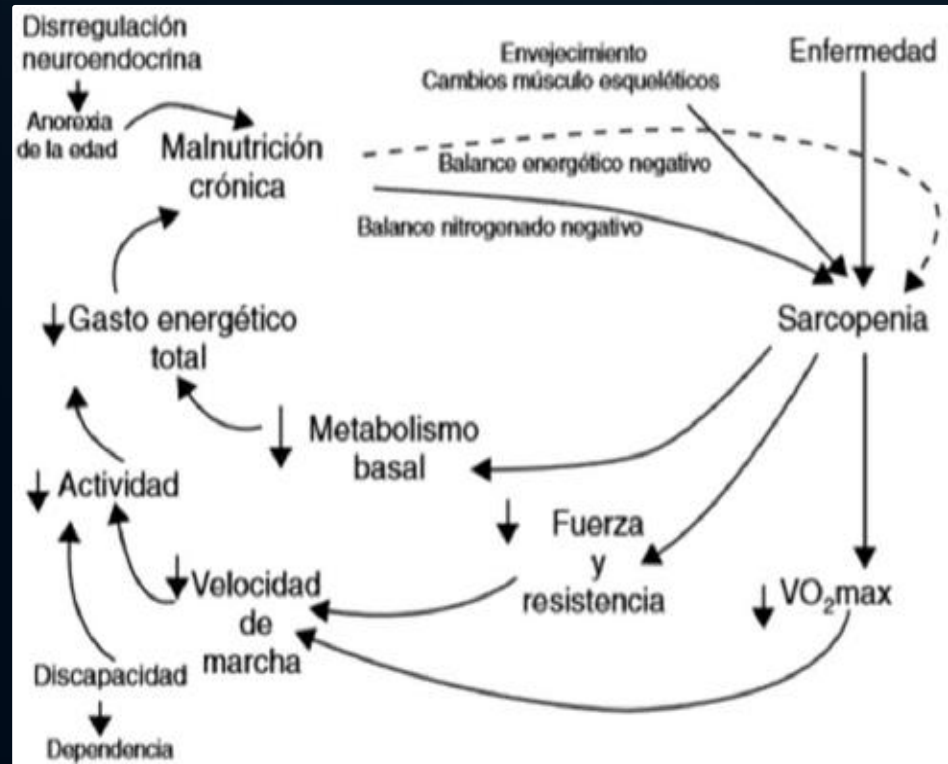 Disrregulación
neuroendocrina
Anorexia
de la edad
Malnutrición
crónica
Envejecimiento
Cambios músculo esqueléticos
Enfermedad
Balance energético negativo
Balance nitrogenado negativo
Sarcopenia
Gasto energético
total
Metabolismo
basal
Actividad
Fuerza
y
resistencia
VO₂max
Velocidad
de
marcha
Discapacidad
Dependencia